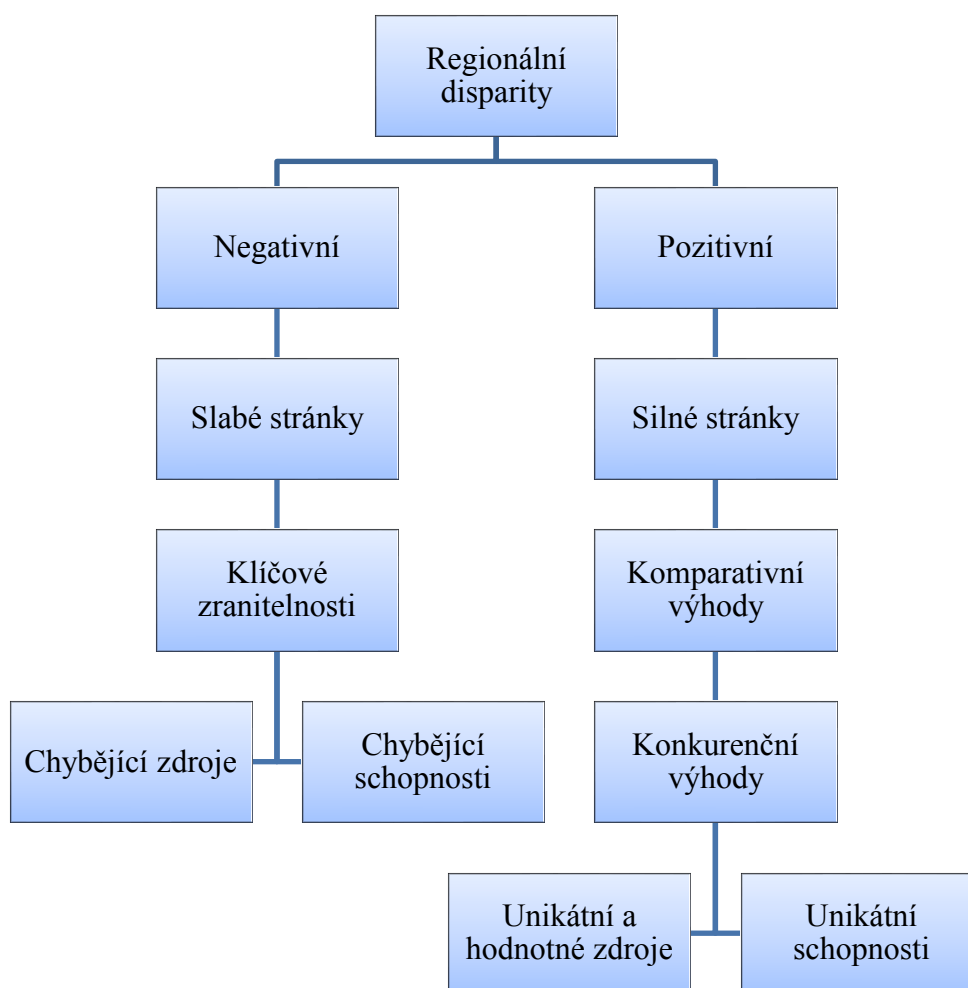 Regionální
disparity
Negativní
Pozitivní
Slabé stránky
Silné stránky
Klíčové
zranitelnosti
Komparativní
výhody
Chybějící zdroje
Chybějící
schopnosti
Konkurenční
výhody
Unikátní a
hodnotné zdroje
Unikátní
schopnosti